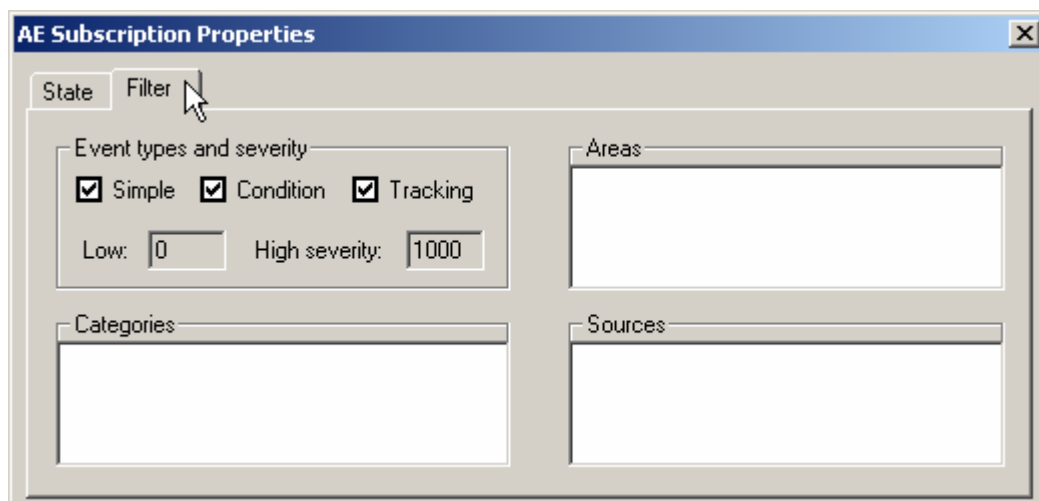 AE Subscription Properties
State Filter
Event types and severity
Simple Condition Tracking
Low: 0 High severity: 1000
Areas
Categories
Sources